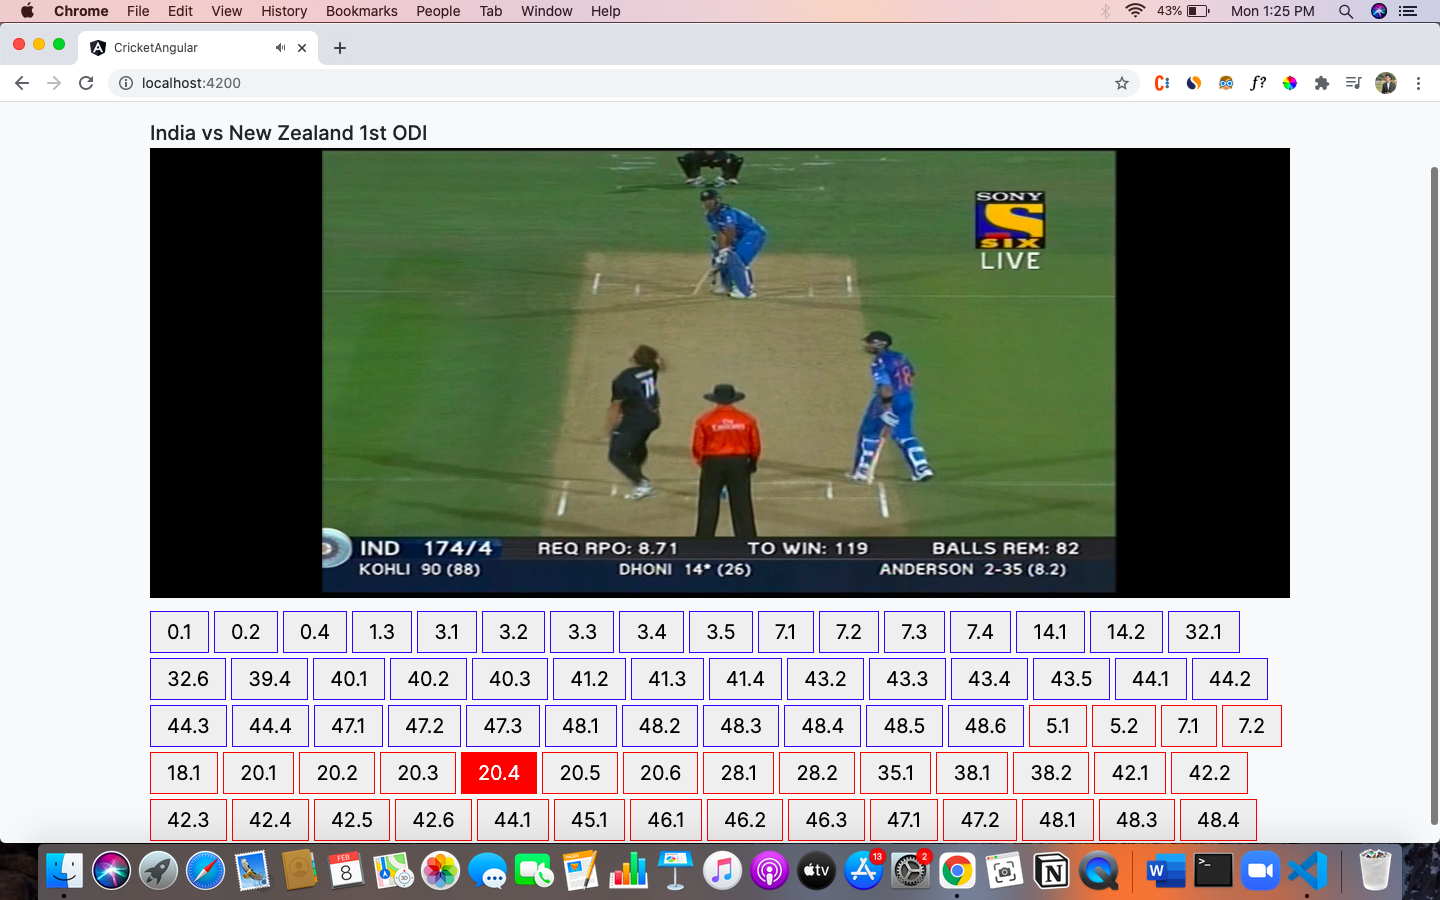 Chrome File Edit View History Bookmarks People Tab Window Help 43% Mon 1:25 PM
CricketAngular
localhost:4200
f?
India vs New Zealand 1st ODI
SONY
S
SIX
LIVE
18
Fly
Emirates
IND 174/4 REQ RPO: 8.71 TO WIN: 119 BALLS REM: 82
KOHLI 90 (88) DHONI 14* (26) ANDERSON 2-35 (8.2)
0.1 0.2 0.4 1.3 3.1 3.2 3.3 3.4 3.5 7.1 7.2 7.3 7.4 14.1 14.2 32.1
32.6 39.4 40.1 40.2 40.3 41.2 41.3 41.4 43.2 43.3 43.4 43.5 44.1 44.2
44.3 44.4 47.1 47.2 47.3 48.1 48.2 48.3 48.4 48.5 48.6 5.1 5.2 7.1 7.2
18.1 20.1 20.2 20.3 20.4 20.5 20.6 28.1 28.2 35.1 38.1 38.2 42.1 42.2
42.3 42.4 42.5 42.6 44.1 45.1 46.1 46.2 46.3 47.1 47.2 48.1 48.3 48.4
FEB
8
tv
13
2
N
W
>_